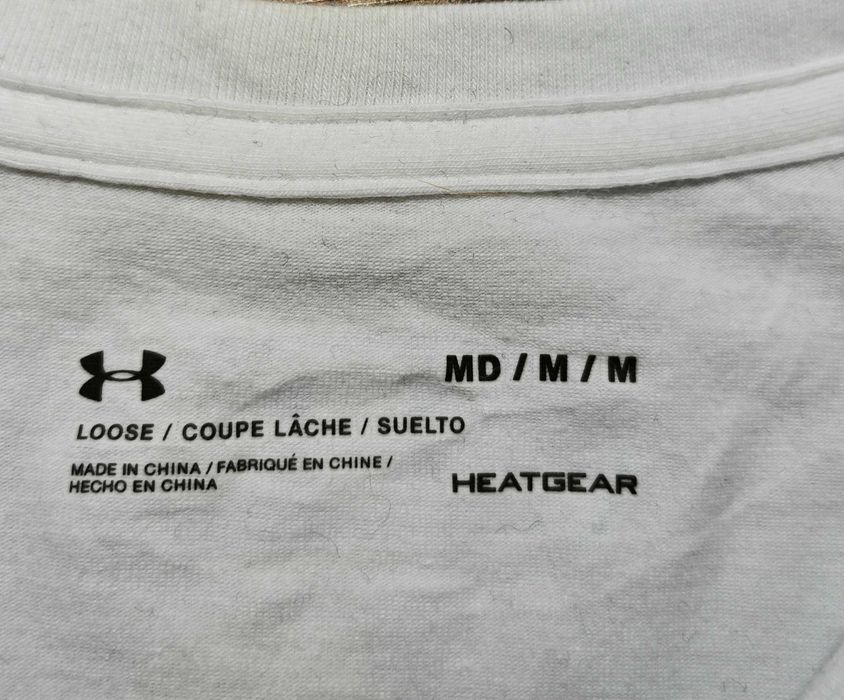 MD / M / M
LOOSE / COUPE LÂCHE / SUELTO
MADE IN CHINA / FABRIQUÉ EN CHINE /
HECHO EN CHINA
HEATGEAR